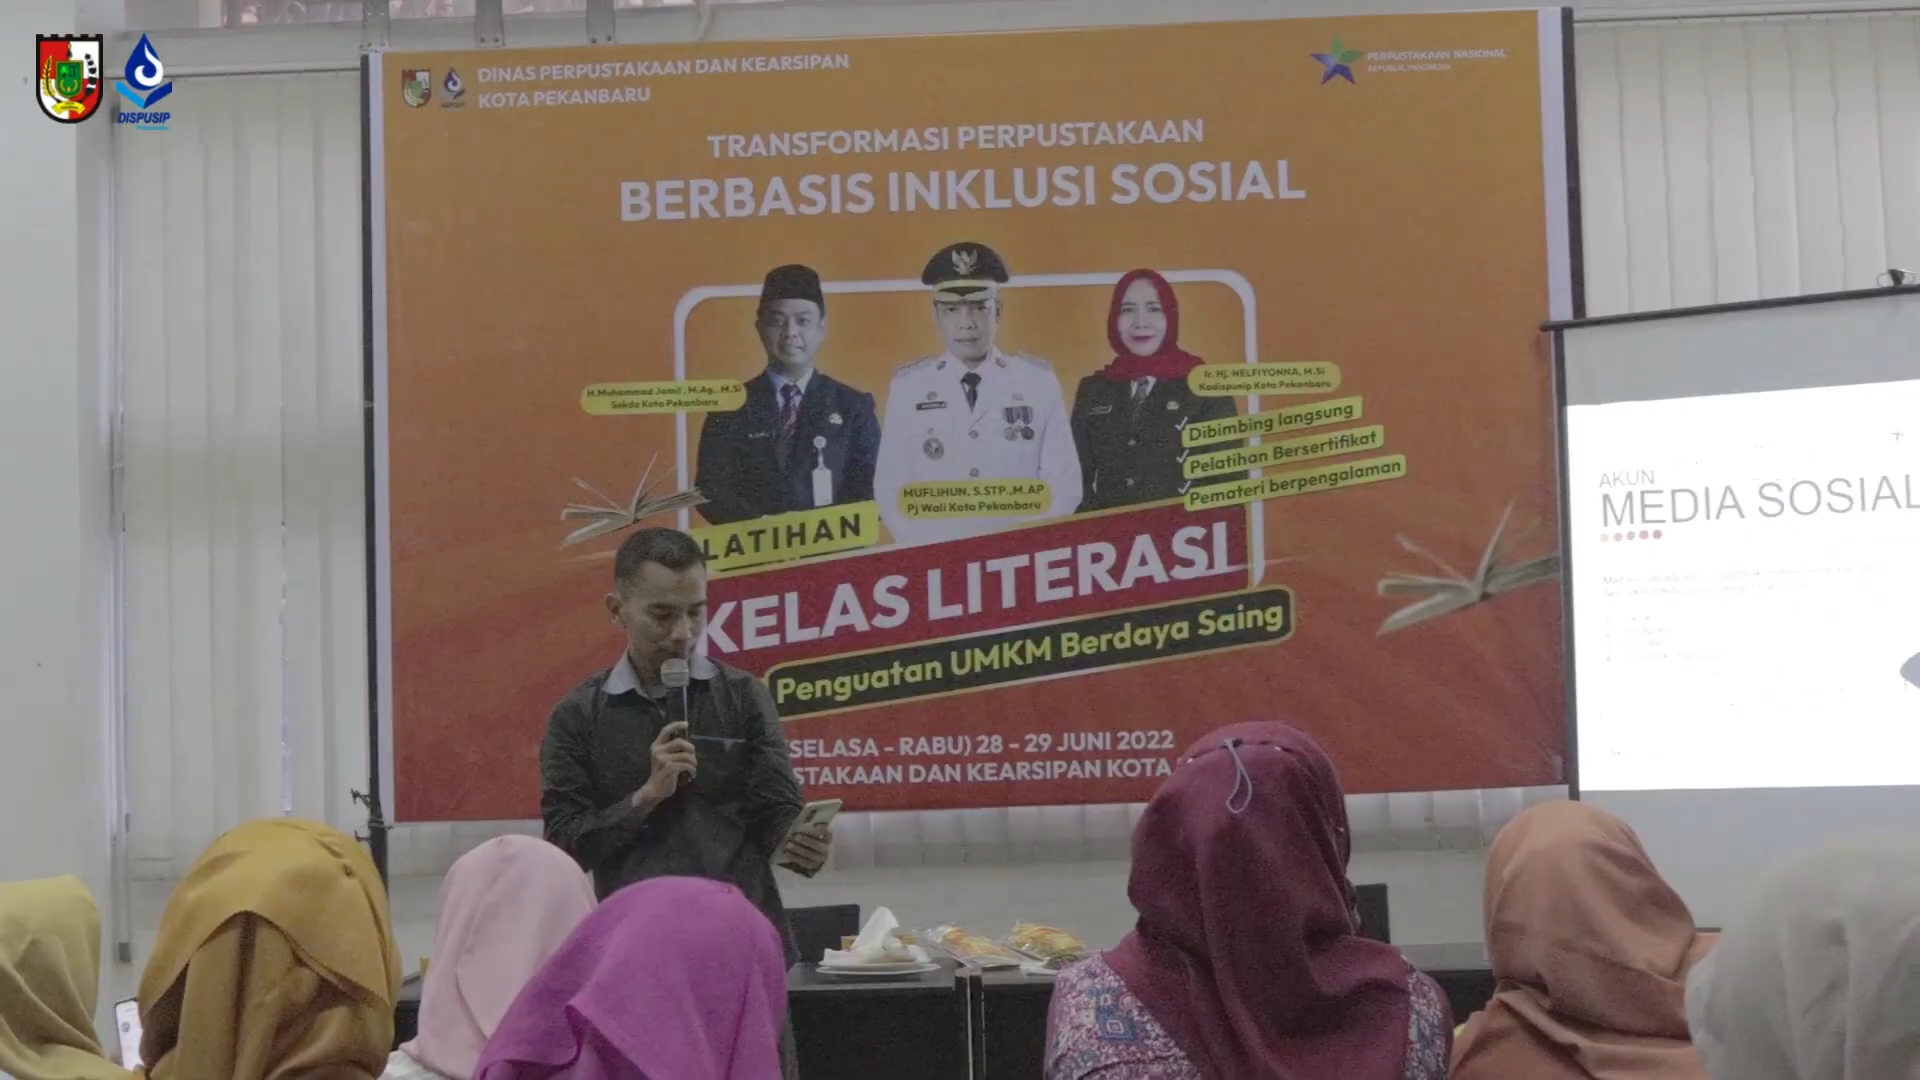 DISPUSIP
DINAS PERPUSTAKAAN DAN KEARSIPAN
KOTA PEKANBARU
PERPUSTAKAAN NASIONAL
REPUBLIK INDONESIA
TRANSFORMASI PERPUSTAKAAN
BERBASIS INKLUSI SOSIAL
H.Muhammad Jamil, M.Ag., M.Si
Sekda Kota Pekanbaru
MUFLIHUN, S.STP.,M.AP
Pj Wali Kota Pekanbaru
Ir. Hj. NELFIYONNA, M.Si
Kadispusip Kota Pekanbaru
Dibimbing langsung
Pelatihan Bersertifikat
Pemateri berpengalaman
LATIHAN
KELAS LITERASI
Penguatan UMKM Berdaya Saing
SELASA - RABU) 28 - 29 JUNI 2022
STAKAAN DAN KEARSIPAN KOTA
AKUN
MEDIA SOSIAL